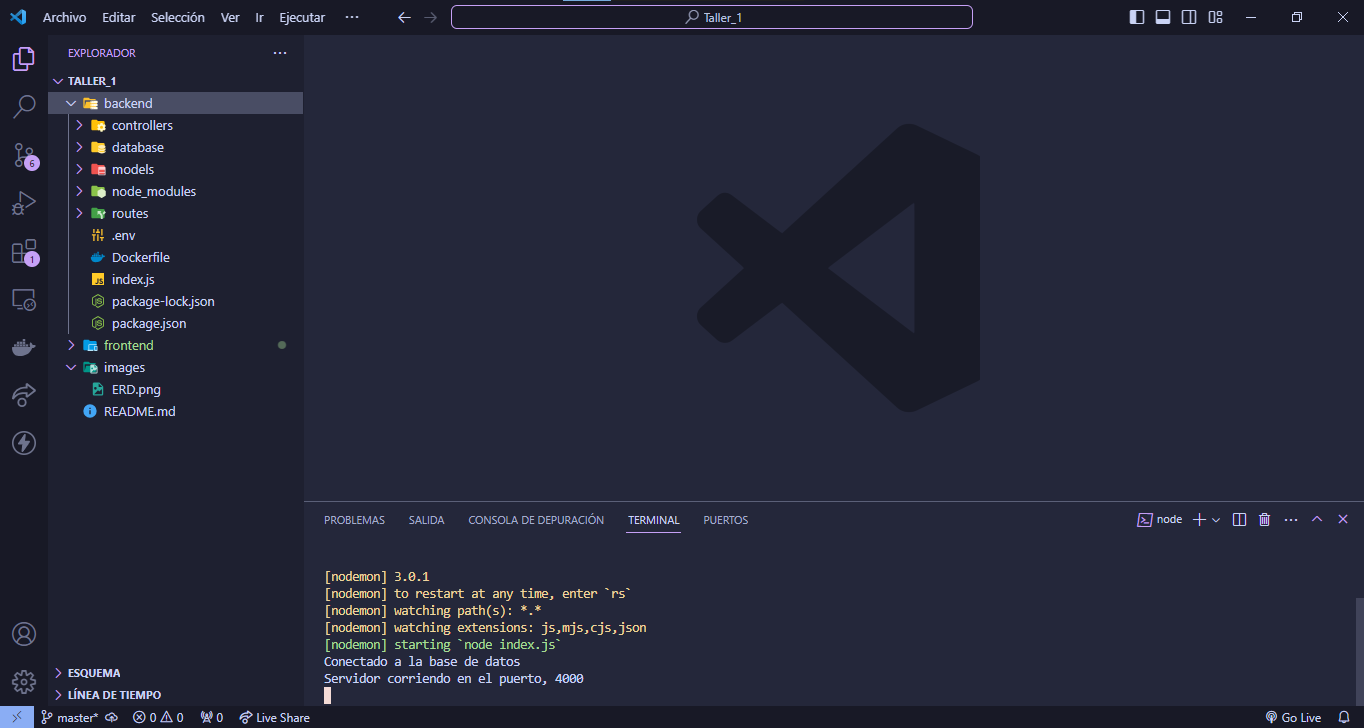 Archivo Editar Selección Ver Ir Ejecutar ··· Taller_1
EXPLORADOR
TALLER_1
backend
controllers
database
models
node_modules
routes
.env
Dockerfile
JS index.js
package-lock.json
package.json
frontend
images
ERD.png
README.md
6
1
ESQUEMA
LÍNEA DE TIEMPO
PROBLEMAS SALIDA CONSOLA DE DEPURACIÓN TERMINAL PUERTOS node
[nodemon] 3.0.1
[nodemon] to restart at any time, enter `rs`
[nodemon] watching path(s): *.*
[nodemon] watching extensions: js,mjs,cjs,json
[nodemon] starting `node index.js`
Conectado a la base de datos
Servidor corriendo en el puerto, 4000
master* 0 0 0 Live Share Go Live